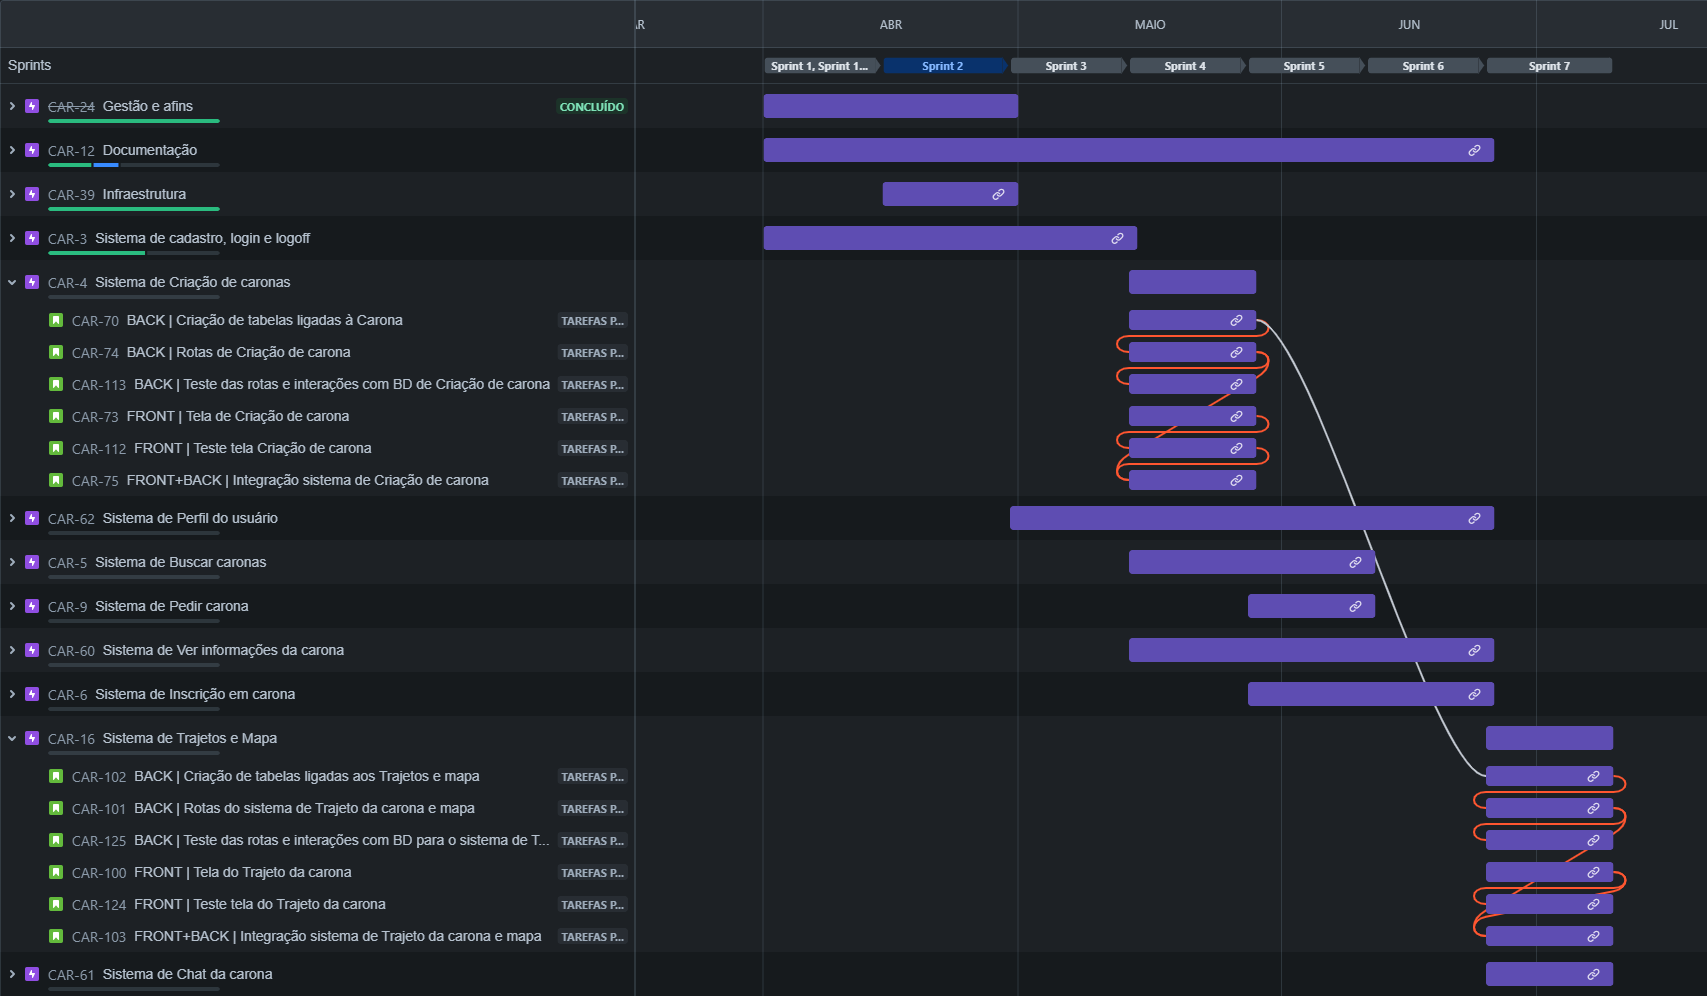 AR ABR MAIO JUN JUL
Sprints Sprint 1, Sprint 1... Sprint 2 Sprint 3 Sprint 4 Sprint 5 Sprint 6 Sprint 7
CAR-24 Gestão e afins CONCLUÍDO
CAR-12 Documentação
CAR-39 Infraestrutura
CAR-3 Sistema de cadastro, login e logoff
CAR-4 Sistema de Criação de caronas
CAR-70 BACK | Criação de tabelas ligadas à Carona TAREFAS P...
CAR-74 BACK | Rotas de Criação de carona TAREFAS P...
CAR-113 BACK | Teste das rotas e interações com BD de Criação de carona TAREFAS P...
CAR-73 FRONT | Tela de Criação de carona TAREFAS P...
CAR-112 FRONT | Teste tela Criação de carona TAREFAS P...
CAR-75 FRONT+BACK | Integração sistema de Criação de carona TAREFAS P...
CAR-62 Sistema de Perfil do usuário
CAR-5 Sistema de Buscar caronas
CAR-9 Sistema de Pedir carona
CAR-60 Sistema de Ver informações da carona
CAR-6 Sistema de Inscrição em carona
CAR-16 Sistema de Trajetos e Mapa
CAR-102 BACK | Criação de tabelas ligadas aos Trajetos e mapa TAREFAS P...
CAR-101 BACK | Rotas do sistema de Trajeto da carona e mapa TAREFAS P...
CAR-125 BACK | Teste das rotas e interações com BD para o sistema de T... TAREFAS P...
CAR-100 FRONT | Tela do Trajeto da carona TAREFAS P...
CAR-124 FRONT | Teste tela do Trajeto da carona TAREFAS P...
CAR-103 FRONT+BACK | Integração sistema de Trajeto da carona e mapa TAREFAS P...
CAR-61 Sistema de Chat da carona